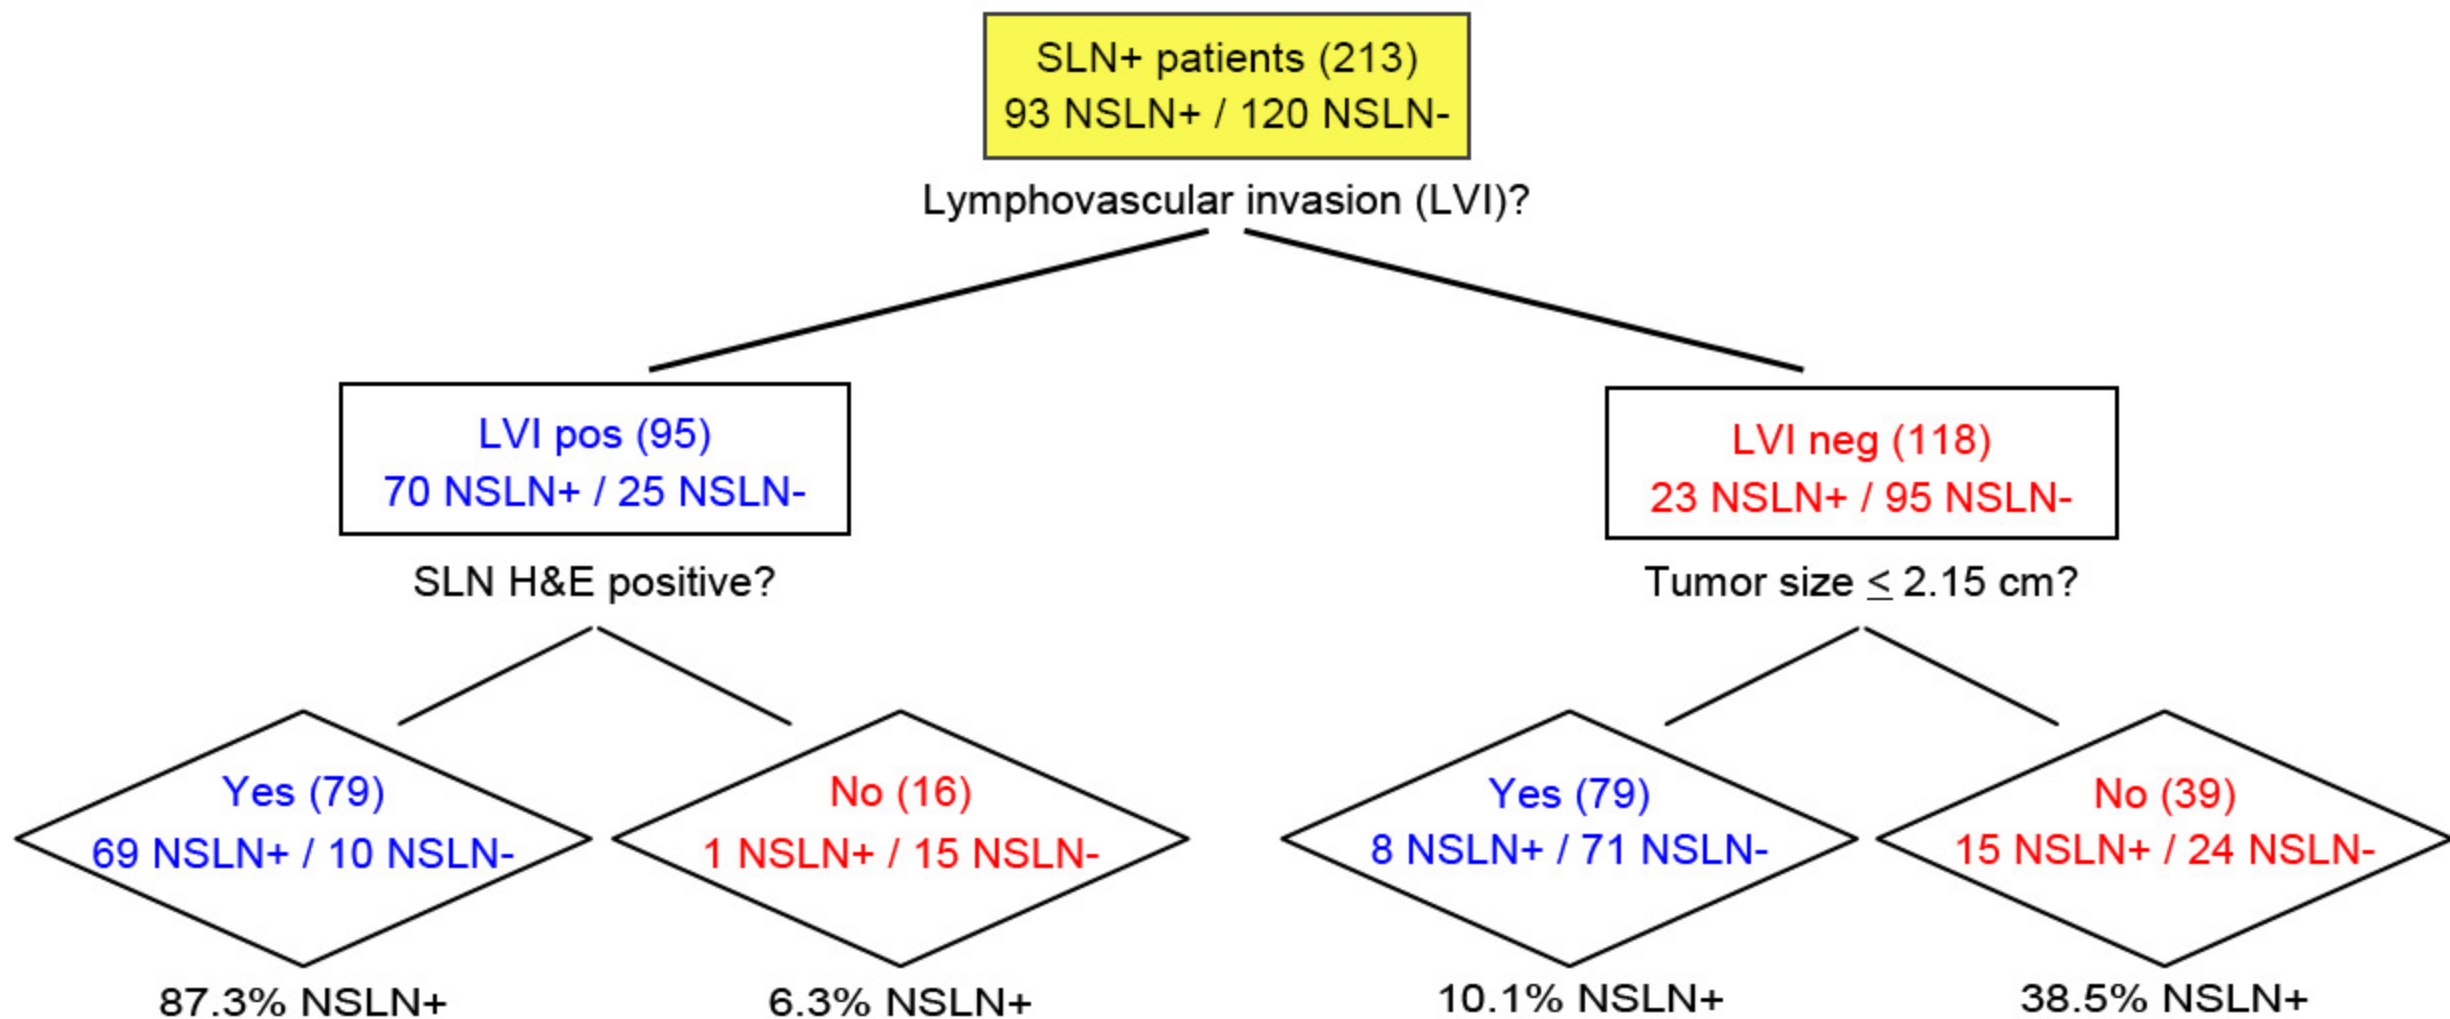 SLN+ patients (213)
93 NSLN+ / 120 NSLN-
Lymphovascular invasion (LVI)?
LVI pos (95)
70 NSLN+ / 25 NSLN-
SLN H&E positive?
LVI neg (118)
23 NSLN+ / 95 NSLN-
Tumor size ≤ 2.15 cm?
Yes (79)
69 NSLN+ / 10 NSLN-
87.3% NSLN+
No (16)
1 NSLN+ / 15 NSLN-
6.3% NSLN+
Yes (79)
8 NSLN+ / 71 NSLN-
10.1% NSLN+
No (39)
15 NSLN+ / 24 NSLN-
38.5% NSLN+